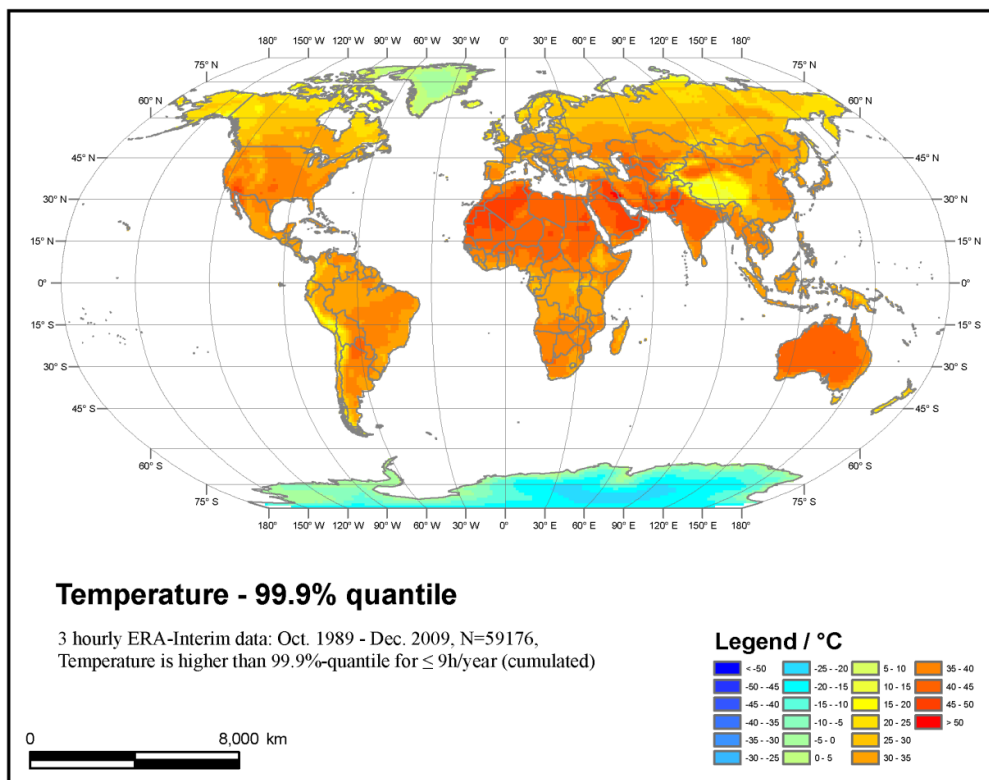 180° 150° W 120° W 90° W 60° W 30° W 0° 30° E 60° E 90° E 120° E 150° E 180°
75° N 75° N
60° N 60° N
45° N 45° N
30° N 30° N
15° N 15° N
0° 0°
15° S 15° S
30° S 30° S
45° S 45° S
60° S 60° S
75° S 75° S
180° 150° W 120° W 90° W 60° W 30° W 0° 30° E 60° E 90° E 120° E 150° E 180°
Temperature - 99.9% quantile
3 hourly ERA-Interim data: Oct. 1989 - Dec. 2009, N=59176,
Temperature is higher than 99.9%-quantile for ≤ 9h/year (cumulated)
0 8,000 km
Legend / °C
< -50 -25 - -20 5 - 10 35 - 40
-50 - -45 -20 - -15 10 - 15 40 - 45
-45 - -40 -15 - -10 15 - 20 45 - 50
-40 - -35 -10 - -5 20 - 25 > 50
-35 - -30 -5 - 0 25 - 30
-30 - -25 0 - 5 30 - 35